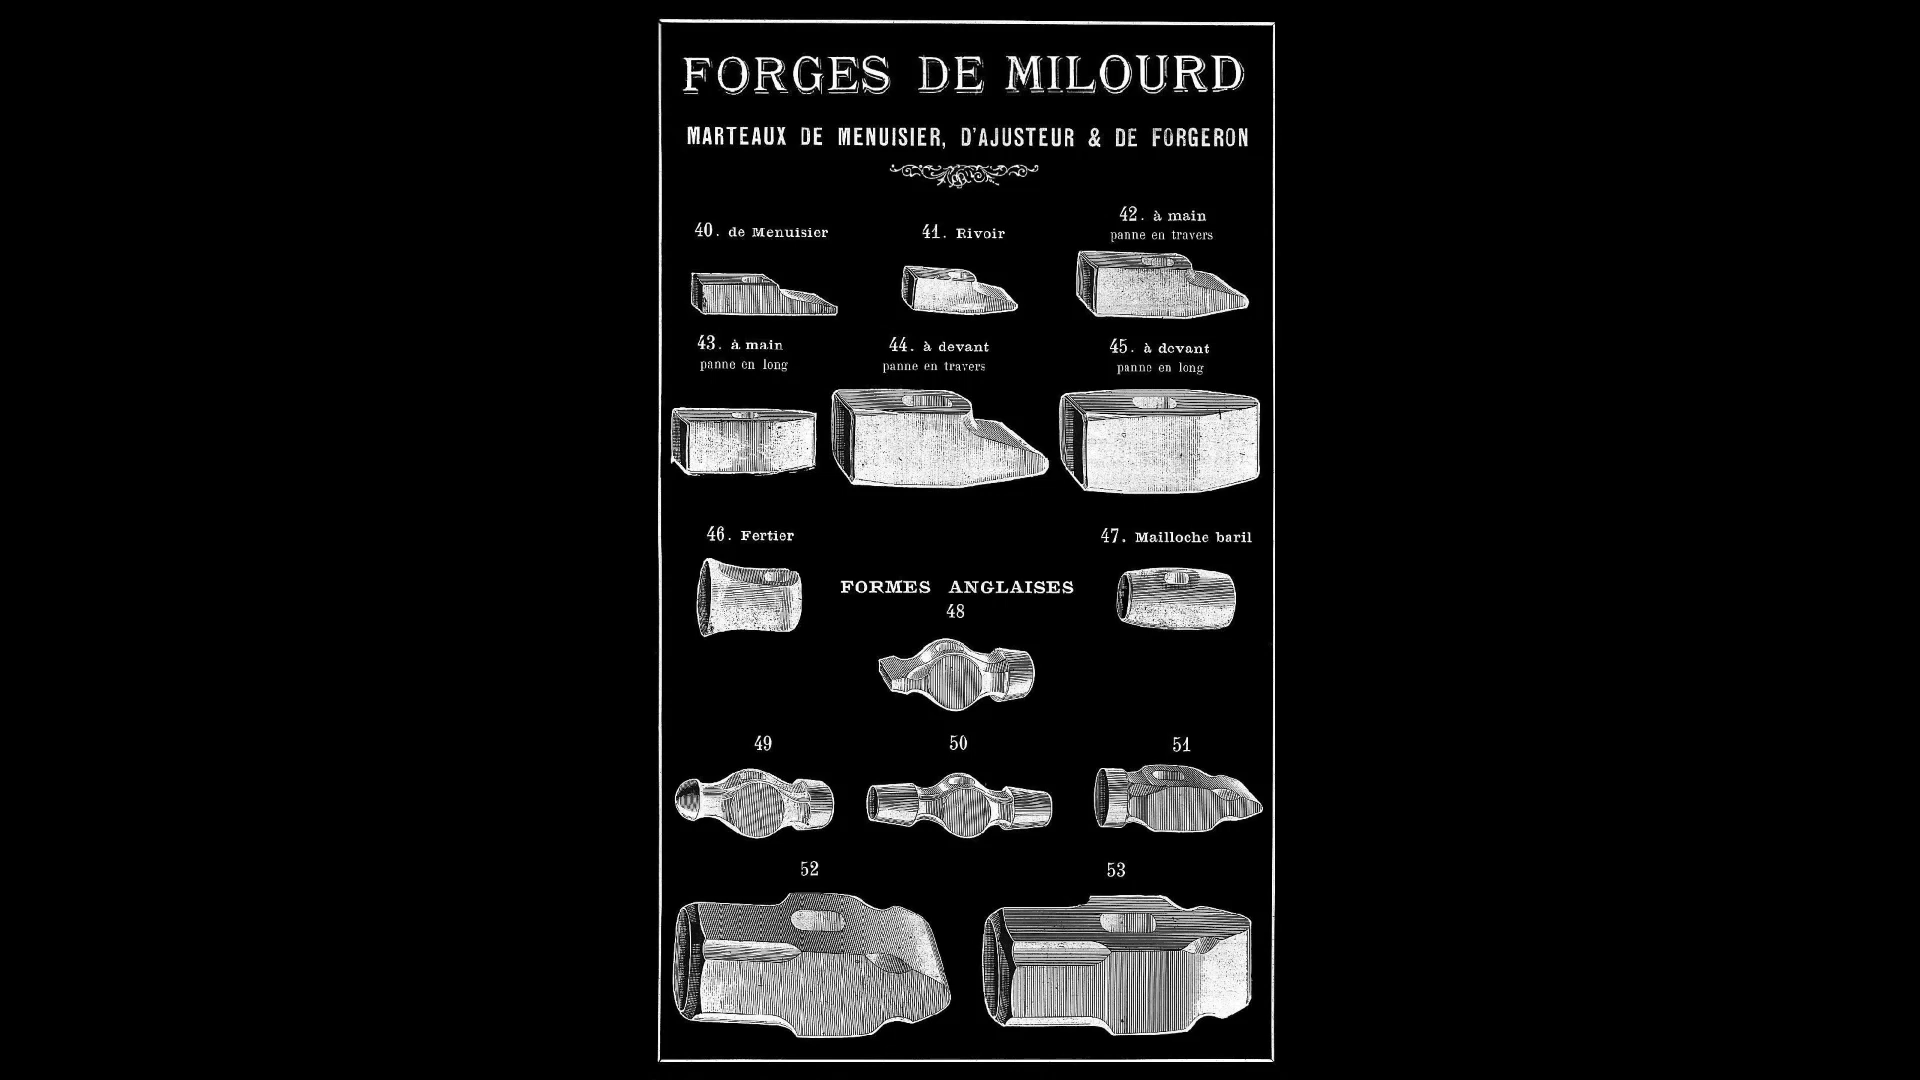 FORGES DE MILOURD
MARTEAUX DE MENUISIER, D'AJUSTEUR & DE FORGERON
40. de Menuisier
41. Rivoir
42. à main
panne en travers
43. à main
panne en long
44. à devant
panne en travers
45. à devant
panne en long
46. Fertier
47. Mailloche baril
FORMES ANGLAISES
48
49
50
51
52
53